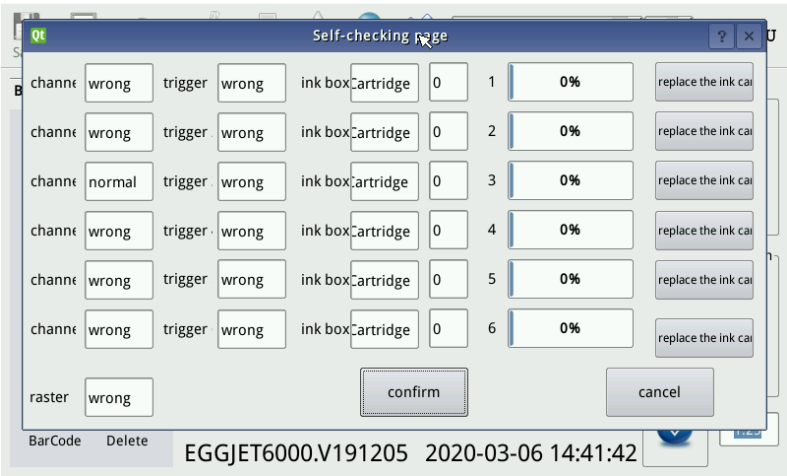 Qt Self-checking page ? ×
channe wrong trigger wrong ink box Cartridge 0 1 0% replace the ink car
channe wrong trigger wrong ink box Cartridge 0 2 0% replace the ink car
channe normal trigger wrong ink box Cartridge 0 3 0% replace the ink car
channe wrong trigger wrong ink box Cartridge 0 4 0% replace the ink car
channe wrong trigger wrong ink box Cartridge 0 5 0% replace the ink car
channe wrong trigger wrong ink box Cartridge 0 6 0% replace the ink car
raster wrong confirm cancel
BarCode Delete
EGGJET6000.V191205 2020-03-06 14:41:42